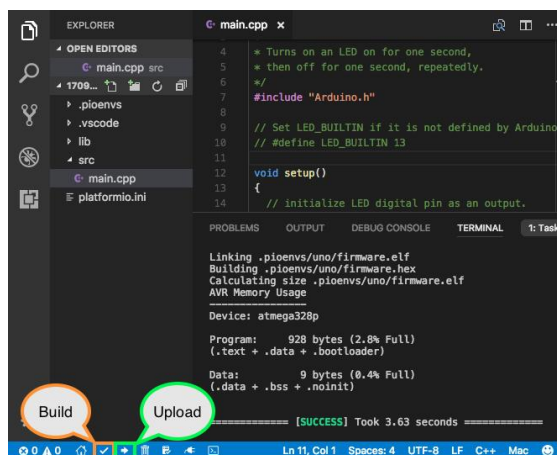 EXPLORER
OPEN EDITORS
main.cpp src
1709...
.pioenvs
.vscode
lib
src
main.cpp
platformio.ini
main.cpp
4 * Turns on an LED on for one second,
5 * then off for one second, repeatedly.
6 */
7 #include "Arduino.h"
8
9 // Set LED_BUILTIN if it is not defined by Arduino
10 // #define LED_BUILTIN 13
11
12 void setup()
13 {
14 // initialize LED digital pin as an output.
PROBLEMS OUTPUT DEBUG CONSOLE TERMINAL 1: Task
Linking .pioenvs/uno/firmware.elf
Building .pioenvs/uno/firmware.hex
Calculating size .pioenvs/uno/firmware.elf
AVR Memory Usage
----------------
Device: atmega328p
Program: 928 bytes (2.8% Full)
(.text + .data + .bootloader)
Data: 9 bytes (0.4% Full)
(.data + .bss + .noinit)
============= [SUCCESS] Took 3.63 seconds =============
Build
Upload
0 0 Ln 11, Col 1 Spaces: 4 UTF-8 LF C++ Mac